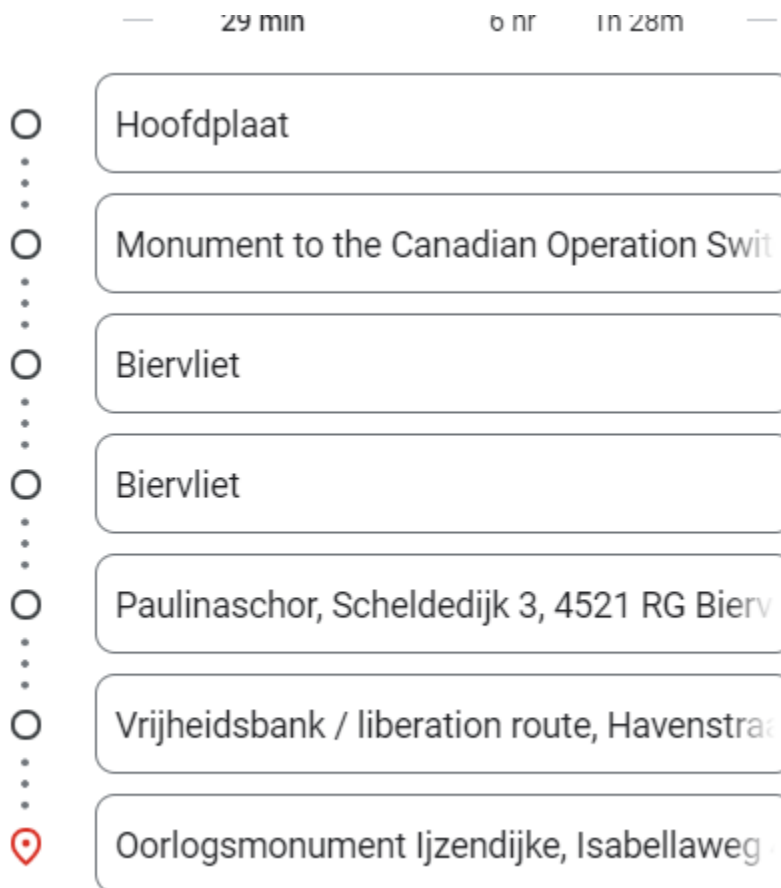 29 min 6 hr 1h 28m
Hoofdplaat
Monument to the Canadian Operation Swit
Biervliet
Biervliet
Paulinaschor, Scheldedijk 3, 4521 RG Bierv
Vrijheidsbank / liberation route, Havenstraa
Oorlogsmonument Ijzendijke, Isabellaweg